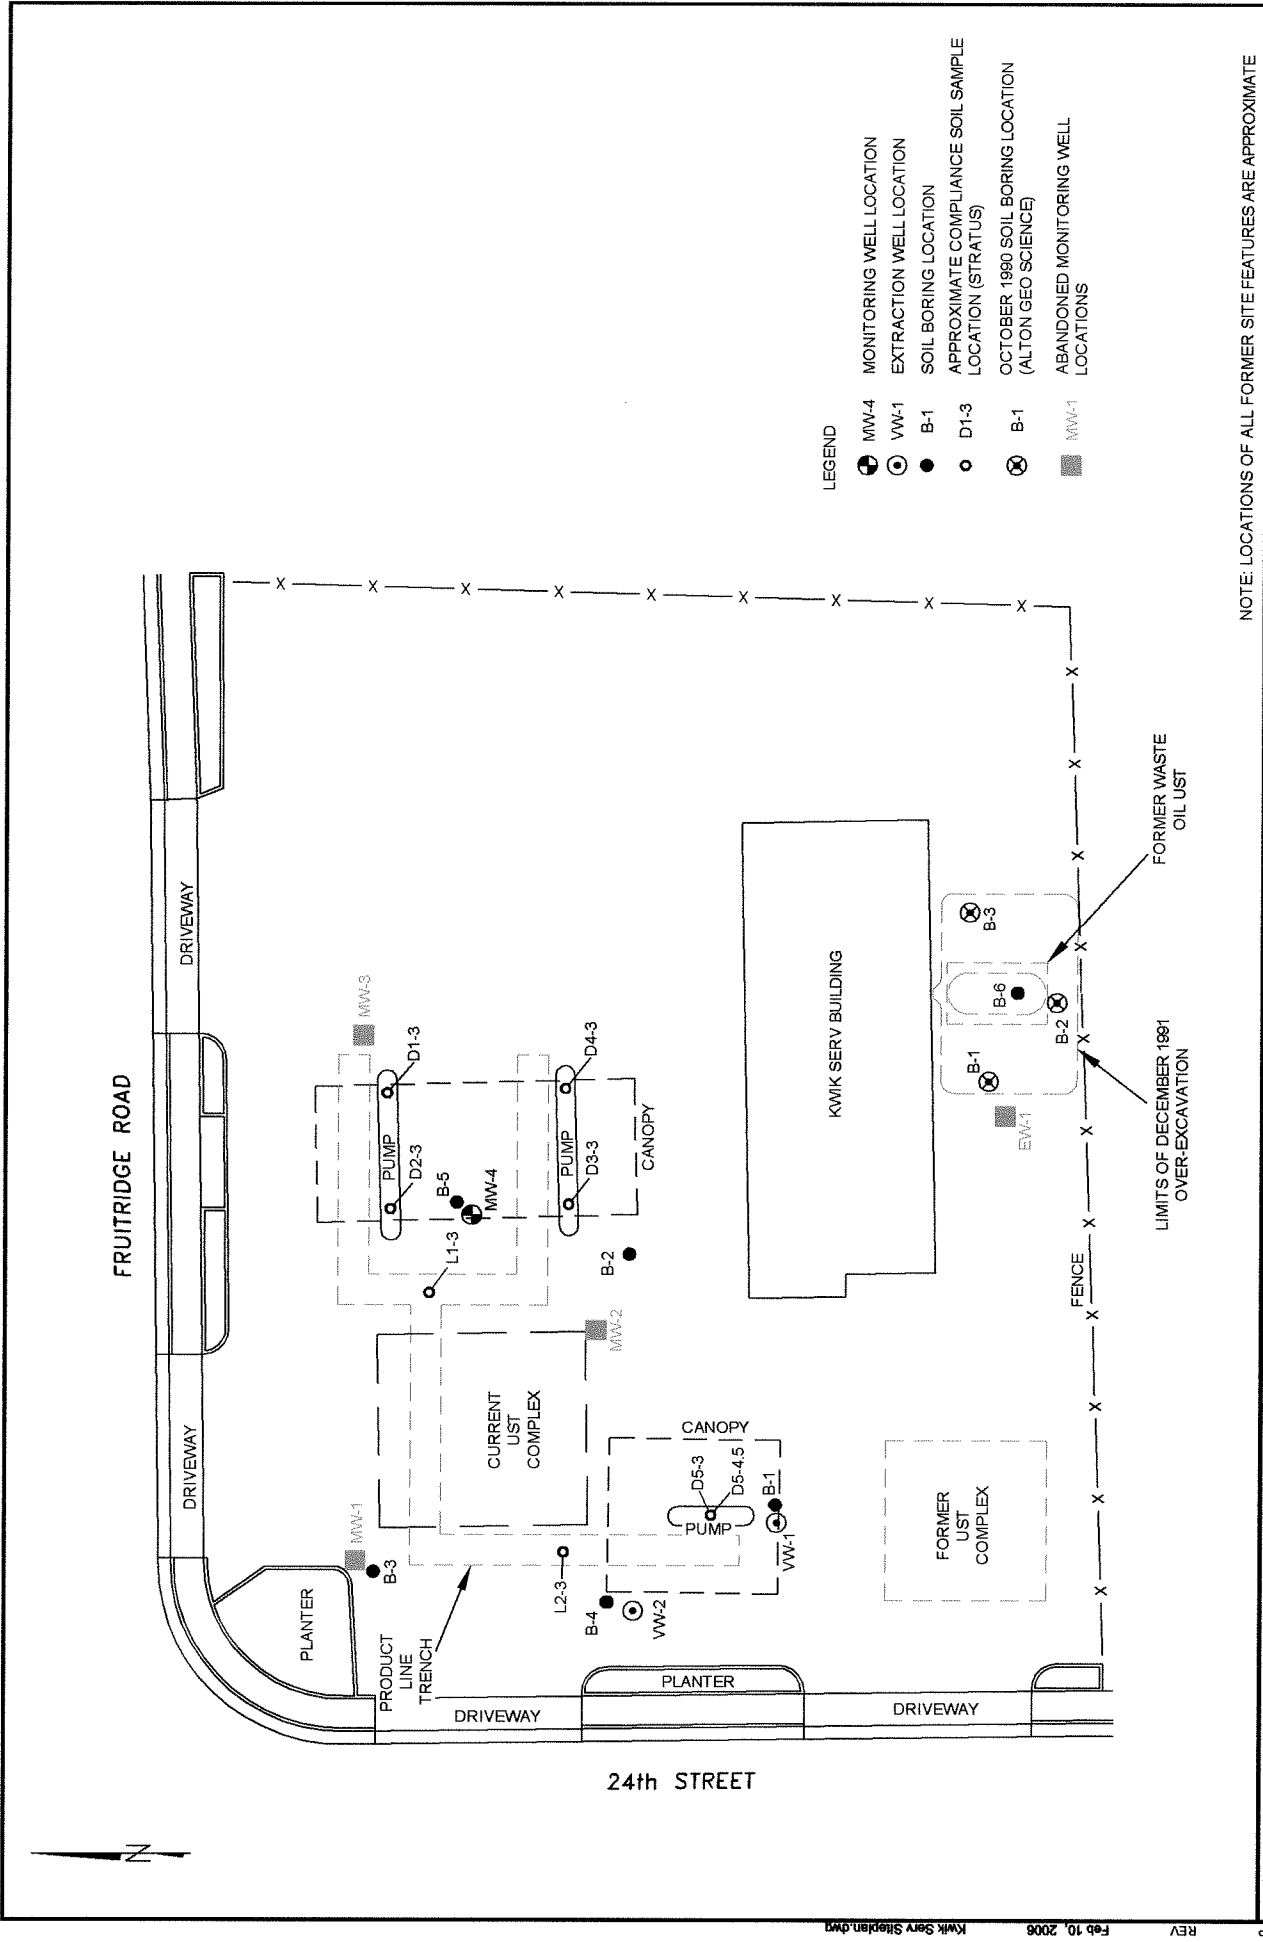 FRUITRIDGE ROAD
DRIVEWAY
DRIVEWAY
MW-1
B-3
PLANTER
PRODUCT
LINE
TRENCH
DRIVEWAY
PLANTER
DRIVEWAY
24th STREET
N
L2-3
B-4
VW-2
CURRENT
UST
COMPLEX
MW-2
CANOPY
D5-3
D5-4.5
PUMP
B-1
VW-1
FORMER
UST
COMPLEX
MW-3
D1-3
PUMP
D2-3
B-5
MW-4
L1-3
D4-3
PUMP
D3-3
CANOPY
B-2
KWIK SERV BUILDING
B-3
B-6
B-2
B-1
EW-1
FENCE
X X X X X X X X X
X X X X X X X X X X X
FORMER WASTE
OIL UST
LIMITS OF DECEMBER 1991
OVER-EXCAVATION
LEGEND
MW-4 MONITORING WELL LOCATION
VW-1 EXTRACTION WELL LOCATION
B-1 SOIL BORING LOCATION
D1-3 APPROXIMATE COMPLIANCE SOIL SAMPLE
LOCATION (STRATUS)
B-1 OCTOBER 1990 SOIL BORING LOCATION
(ALTON GEO SCIENCE)
MW-1 ABANDONED MONITORING WELL
LOCATIONS
NOTE: LOCATIONS OF ALL FORMER SITE FEATURES ARE APPROXIMATE
Kwik Serv Siteplan.dwg
Feb 10, 2006
REV